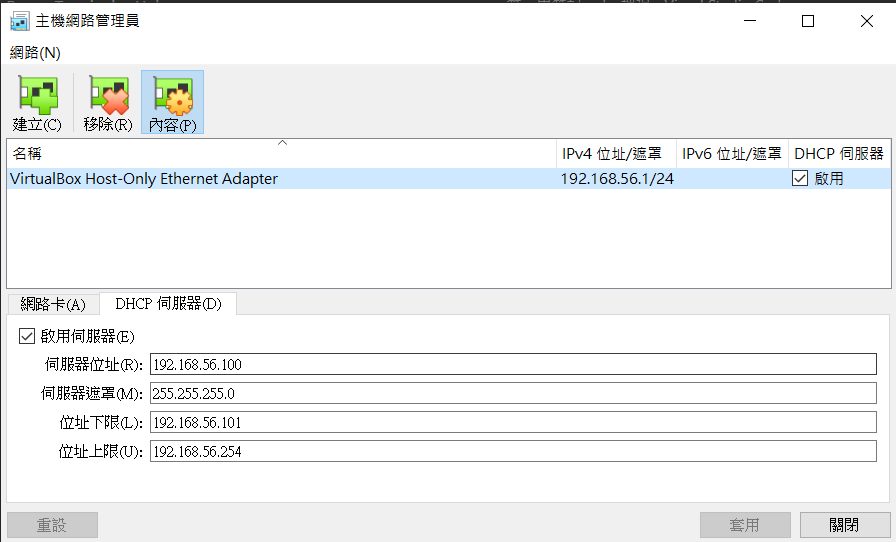 主機網路管理員
網路(N)
建立(C) 移除(R) 內容(P)
名稱 IPv4 位址/遮罩 IPv6 位址/遮罩 DHCP 伺服器
VirtualBox Host-Only Ethernet Adapter 192.168.56.1/24 啟用
網路卡(A) DHCP 伺服器(D)
啟用伺服器(E)
伺服器位址(R): 192.168.56.100
伺服器遮罩(M): 255.255.255.0
位址下限(L): 192.168.56.101
位址上限(U): 192.168.56.254
重設 套用 關閉